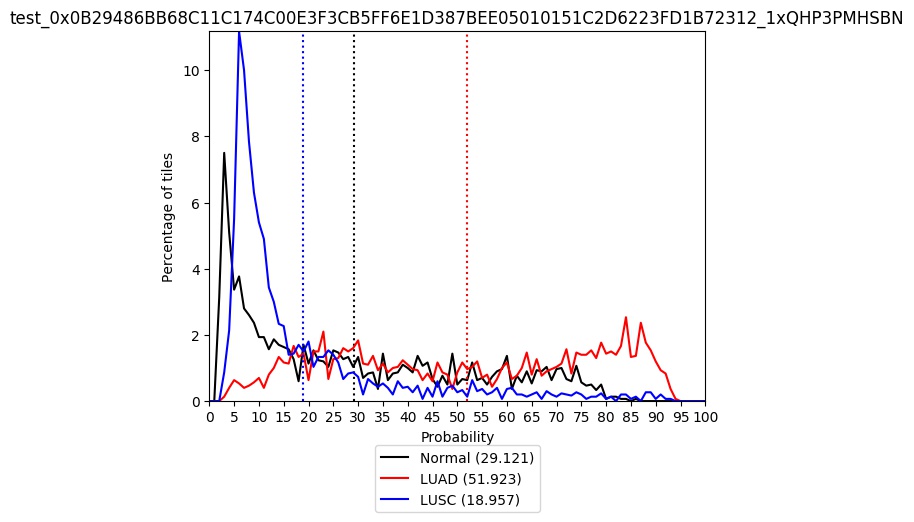 test_0x0B29486BB68C11C174C00E3F3CB5FF6E1D387BEE05010151C2D6223FD1B72312_1xQHP3PMHSBN
Percentage of tiles
10
8
6
4
2
0
0 5 10 15 20 25 30 35 40 45 50 55 60 65 70 75 80 85 90 95 100
Probability
Normal (29.121)
LUAD (51.923)
LUSC (18.957)